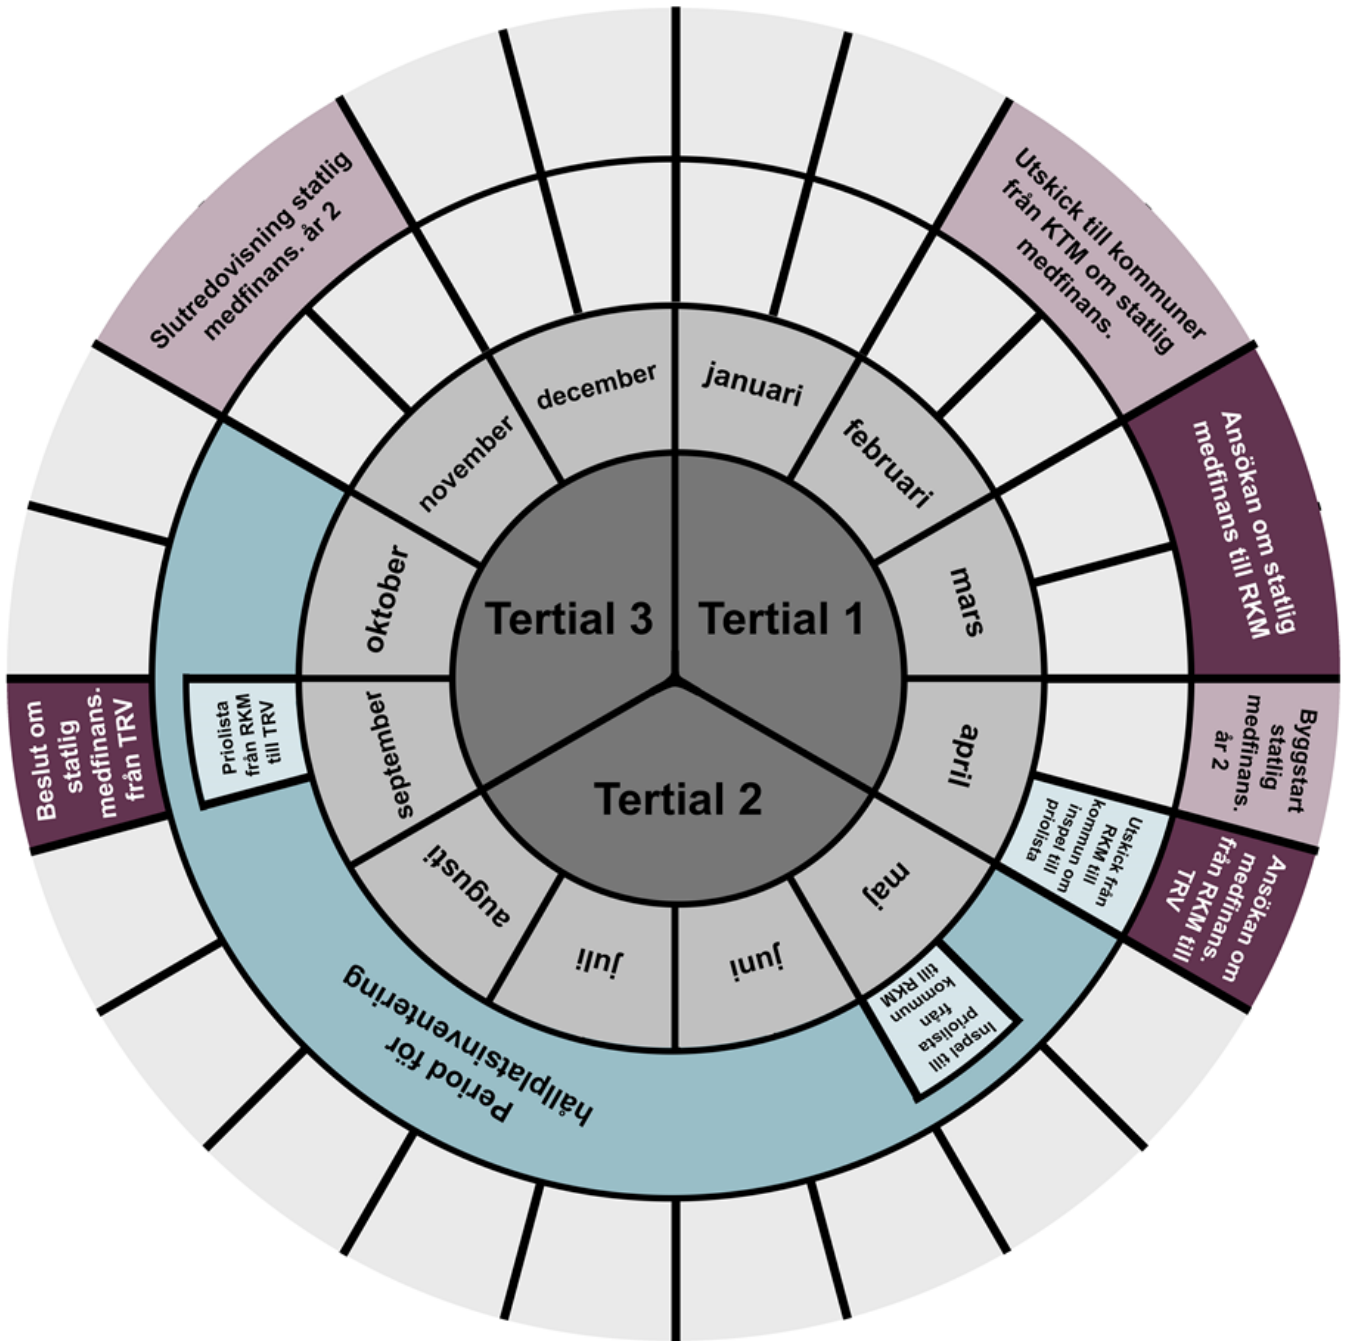 Tertial 1
Tertial 2
Tertial 3
januari
februari
mars
april
maj
juni
juli
augusti
september
oktober
november
december
Utskick till kommuner
från KTM om statlig
medfinans.
Ansökan om statlig
medfinans till RKM
Byggstart
statlig
medfinans.
år 2
Ansökan om
medfinans.
från RKM till
TRV
Utskick från
RKM till
kommun om
inspel till
priolista
Inspel till
priolista
från
kommun
till RKM
Period för
hållplatsinventering
Priolista
från RKM
till TRV
Beslut om
statlig
medfinans.
från TRV
Slutredovisning statlig
medfinans. år 2